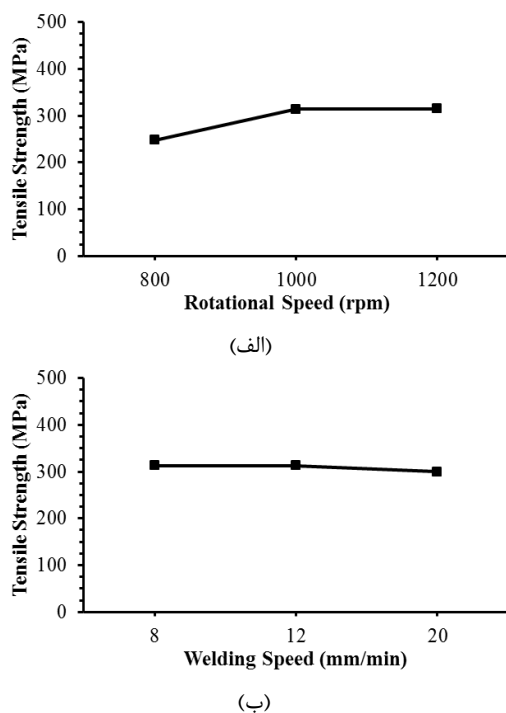 Tensile Strength (MPa)
500
400
300
200
100
0
800 1000 1200
Rotational Speed (rpm)
(الف)
Tensile Strength (MPa)
500
400
300
200
100
0
8 12 20
Welding Speed (mm/min)
(ب)